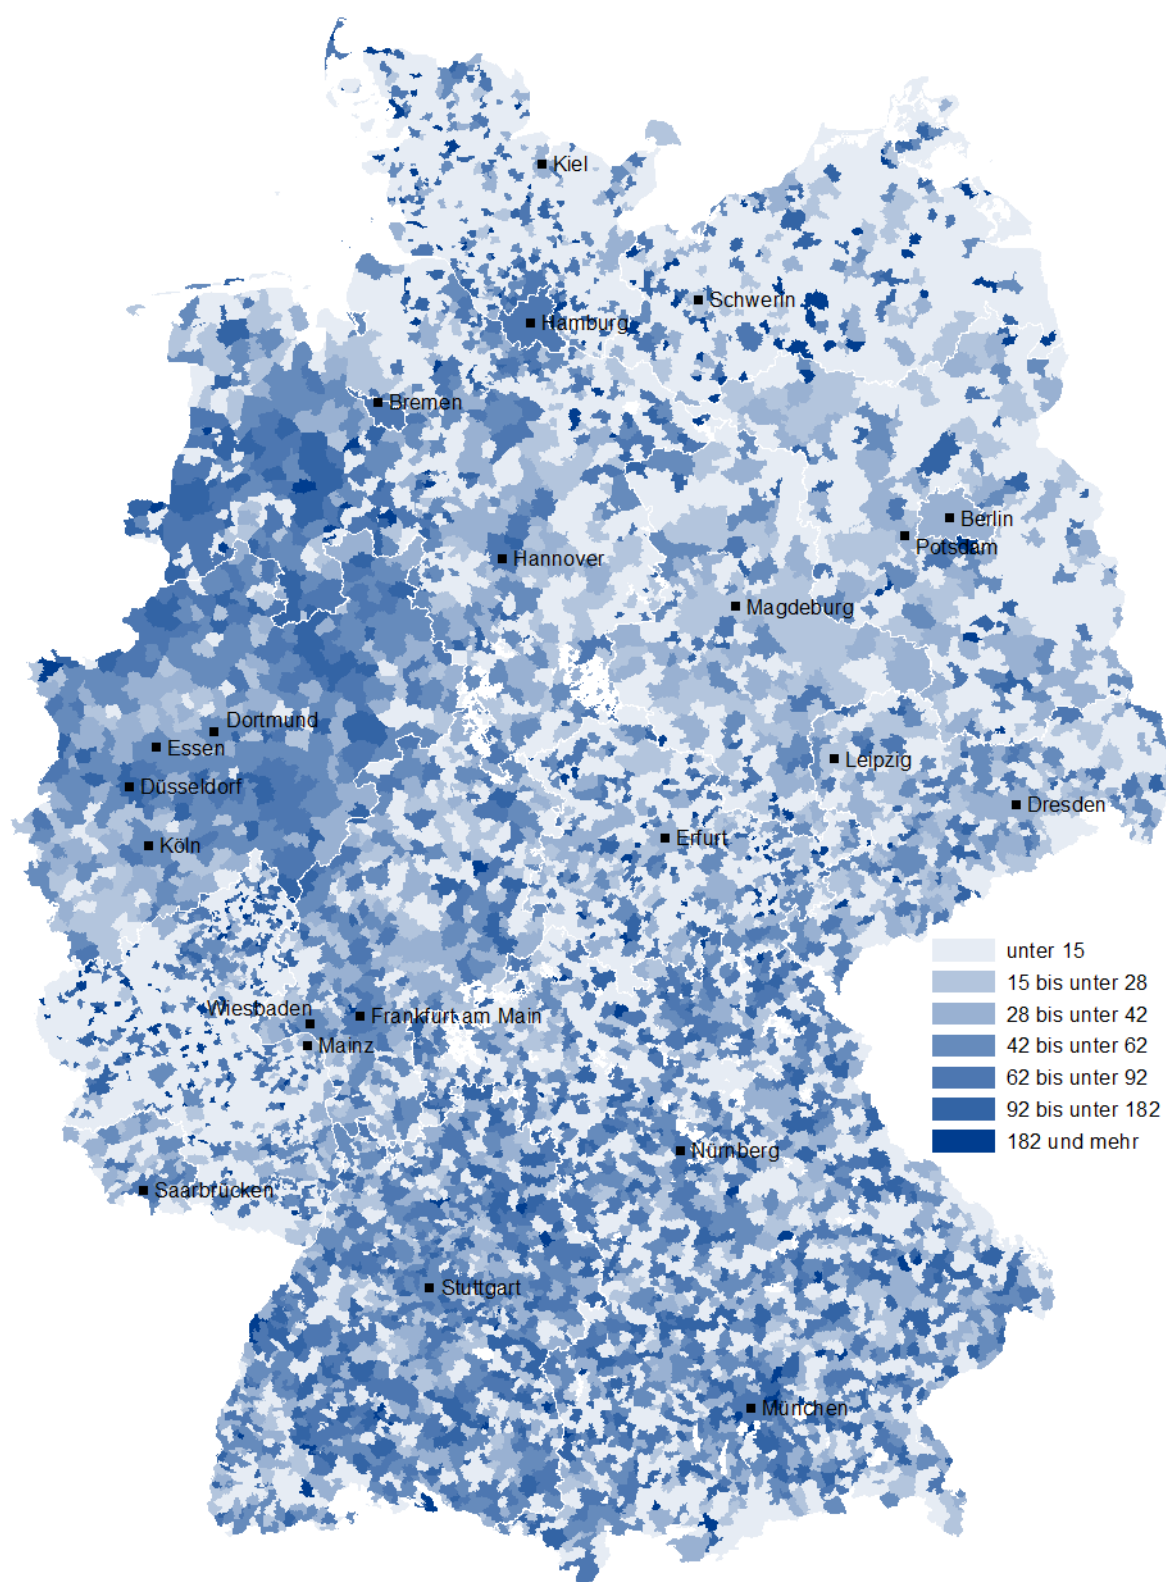 Kiel
Schwerin
Hamburg
Bremen
Berlin
Potsdam
Hannover
Magdeburg
Dortmund
Essen
Leipzig
Düsseldorf
Dresden
Erfurt
Köln
unter 15
15 bis unter 28
Wiesbaden
Frankfurt am Main
28 bis unter 42
Mainz
42 bis unter 62
62 bis unter 92
92 bis unter 182
182 und mehr
Nürnberg
Saarbrücken
Stuttgart
München